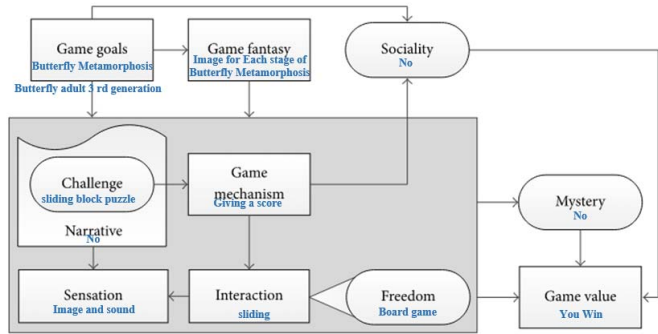 Game goals
Butterfly Metamorphosis
Butterfly adult 3 rd generation
Game fantasy
Image for Each stage of
Butterfly Metamorphosis
Sociality
No
Challenge
sliding block puzzle
Narrative
No
Game
mechanism
Giving a score
Mystery
No
Sensation
Image and sound
Interaction
sliding
Freedom
Board game
Game value
You Win